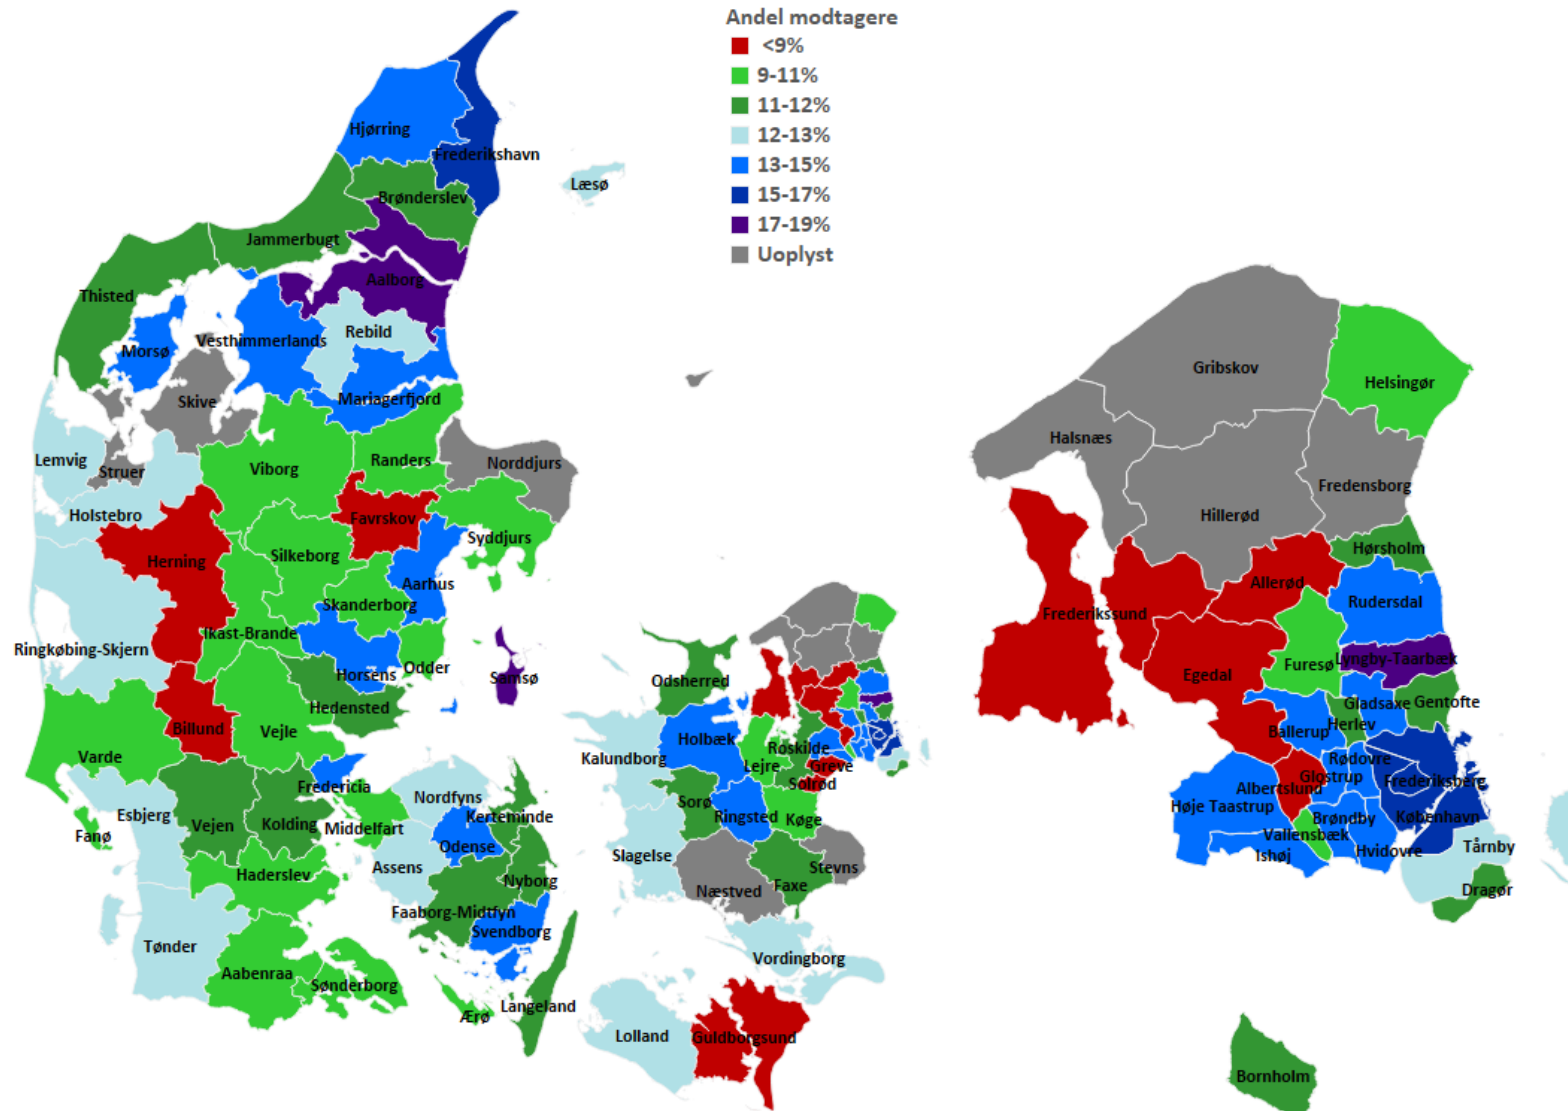 Andel modtagere
<9%
9-11%
11-12%
12-13%
13-15%
15-17%
17-19%
Uoplyst
Hjørring
Frederikshavn
Læsø
Brønderslev
Jammerbugt
Aalborg
Thisted
Rebild
Vesthimmerlands
Morsø
Mariagerfjord
Skive
Lemvig
Struer
Viborg
Randers
Norddjurs
Holstebro
Favrskov
Syddjurs
Herning
Silkeborg
Aarhus
Skanderborg
Ikast-Brande
Ringkøbing-Skjern
Odder
Horsens
Samsø
Hedensted
Billund
Vejle
Varde
Fredericia
Esbjerg
Nordfyns
Kerteminde
Vejen
Kolding
Middelfart
Fanø
Odense
Assens
Haderslev
Nyborg
Faaborg-Midtfyn
Svendborg
Tønder
Aabenraa
Sønderborg
Langeland
Ærø
Odsherred
Holbæk
Kalundborg
Roskilde
Lejre
Greve
Solrød
Sorø
Ringsted
Køge
Slagelse
Stevns
Næstved
Faxe
Vordingborg
Lolland
Guldborgsund
Gribskov
Helsingør
Halsnæs
Fredensborg
Hillerød
Hørsholm
Allerød
Rudersdal
Frederikssund
Furesø
Lyngby-Taarbæk
Egedal
Gladsaxe
Gentofte
Herlev
Ballerup
Rødovre
Glostrup
Frederiksberg
Albertslund
Høje Taastrup
Brøndby
København
Vallensbæk
Ishøj
Hvidovre
Tårnby
Dragør
Bornholm